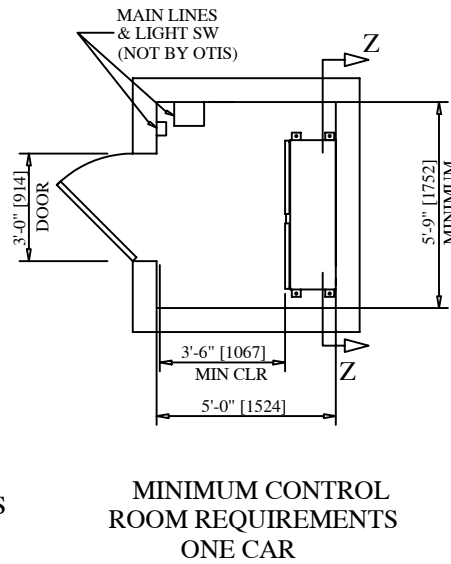 MAIN LINES
& LIGHT SW
(NOT BY OTIS)
Z
3'-0" [914]
DOOR
5'-9" [1752]
MINIMUM
3'-6" [1067]
MIN CLR
Z
5'-0" [1524]
S
MINIMUM CONTROL
ROOM REQUIREMENTS
ONE CAR